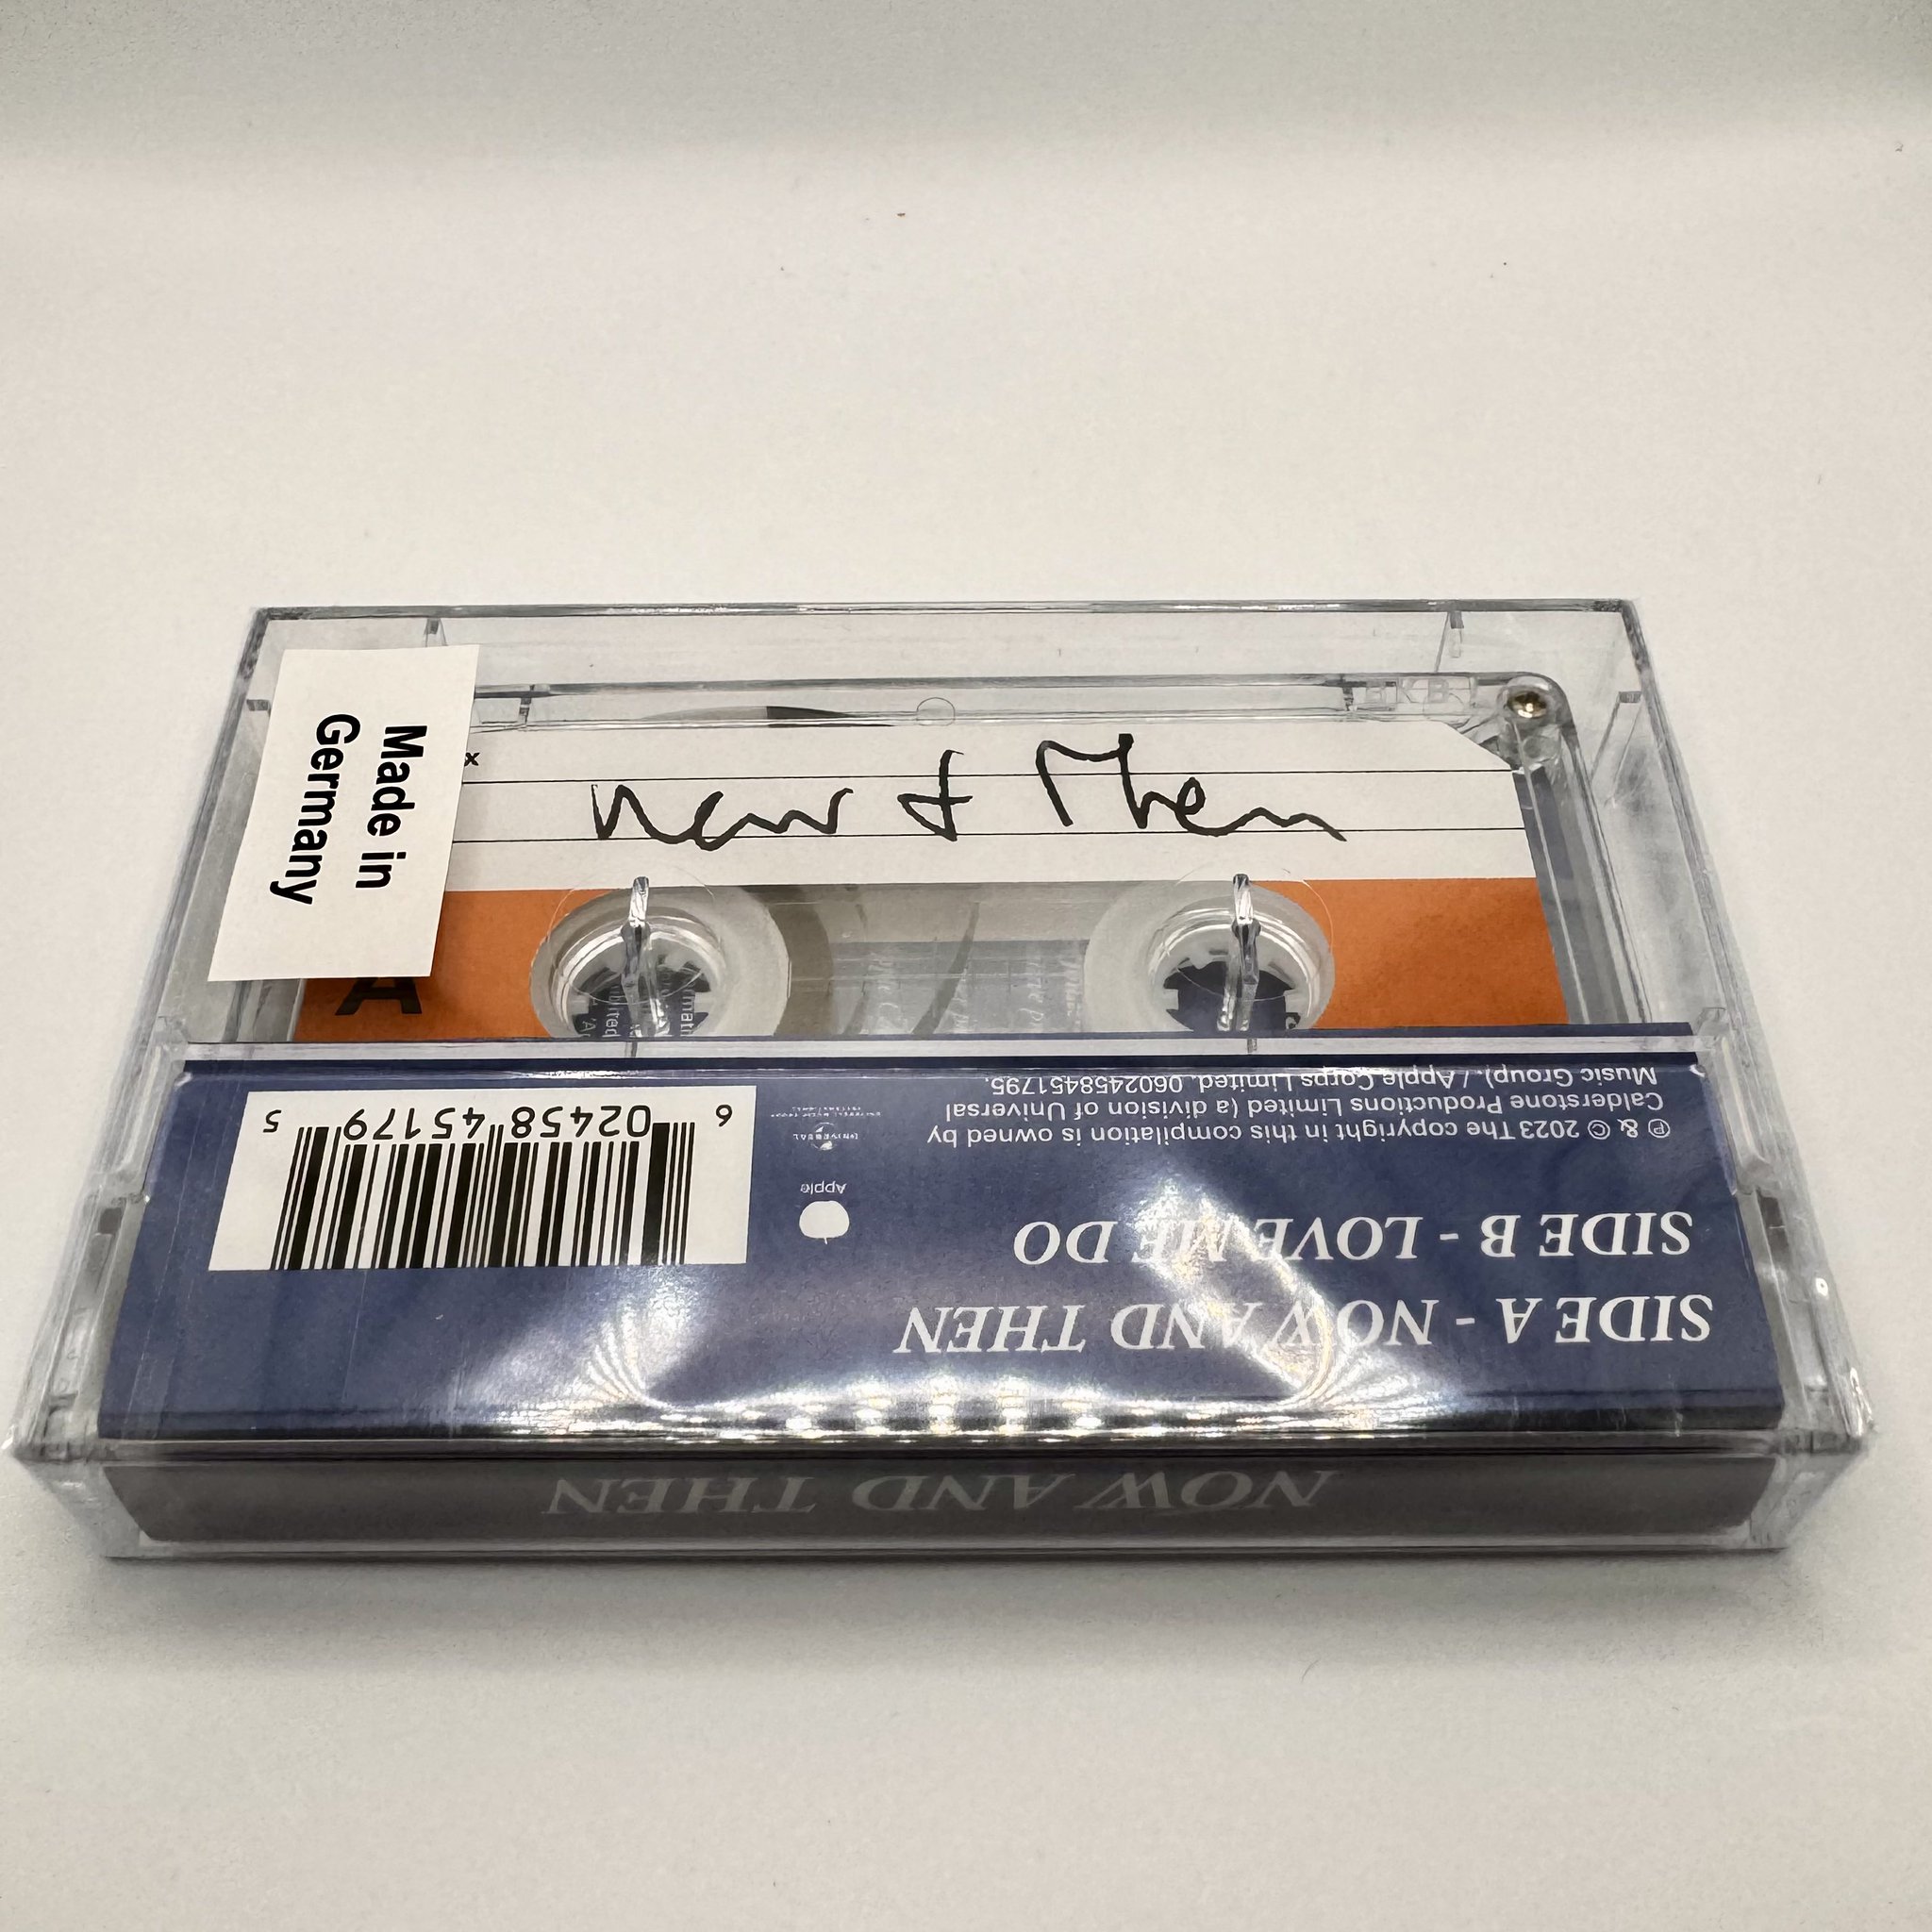 Made in
Germany
x
Now & Then
A
NOW AND THEN
SIDE A - NOW AND THEN
SIDE B - LOVE ME DO
Apple
UNIVERSAL
℗ & © 2023 The copyright in this compilation is owned by
Calderstone Productions Limited (a division of Universal
Music Group). / Apple Corps Limited. 0602458451795.
6 02458 45179 5